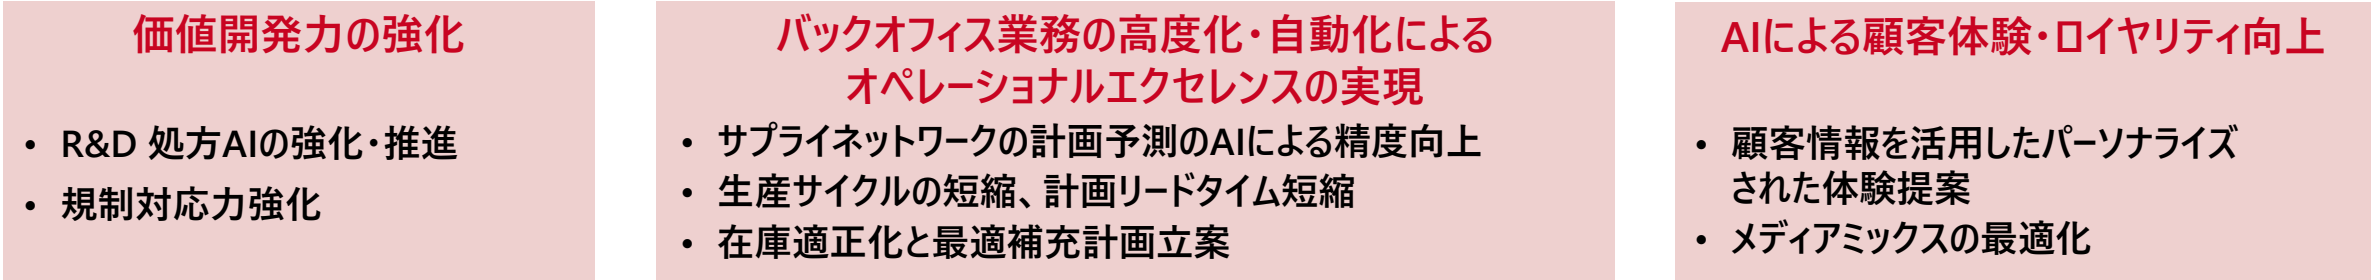 価値開発力の強化
• R&D 処方AIの強化・推進
• 規制対応力強化
バックオフィス業務の高度化・自動化による
オペレーショナルエクセレンスの実現
• サプライネットワークの計画予測のAIによる精度向上
• 生産サイクルの短縮、計画リードタイム短縮
• 在庫適正化と最適補充計画立案
AIによる顧客体験・ロイヤリティ向上
• 顧客情報を活用したパーソナライズ
された体験提案
• メディアミックスの最適化